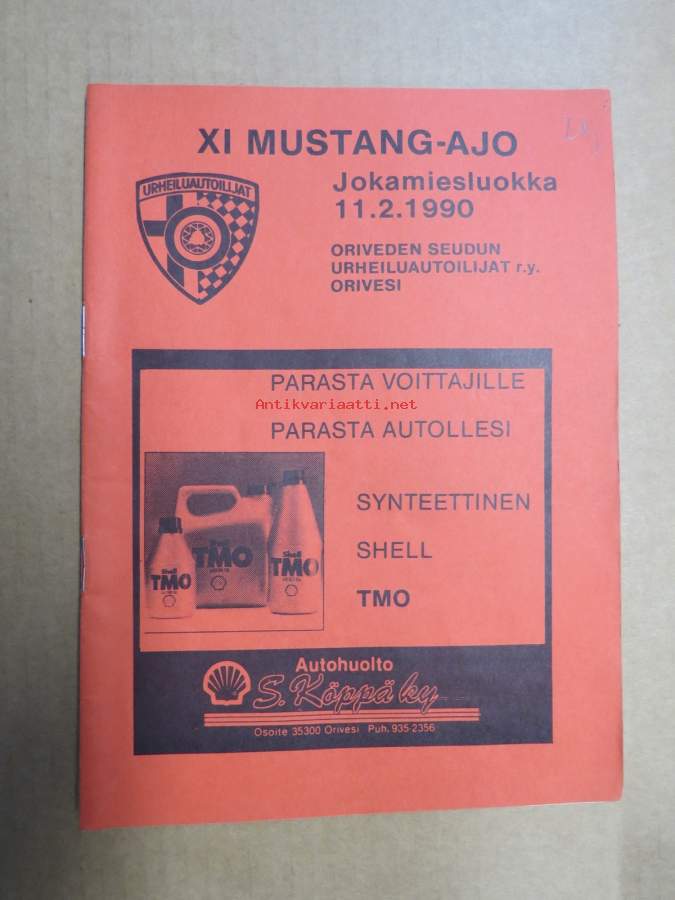 XI MUSTANG-AJO
URHEILUAUTOILIJAT
Jokamiesluokka
11.2.1990
ORIVEDEN SEUDUN
URHEILUAUTOILIJAT r.y.
ORIVESI
PARASTA VOITTAJILLE
Antikvariaatti.net
PARASTA AUTOLLESI
SYNTEETTINEN
SHELL
TMO
Shell
TMO
Shell
TMO
Shell
TMO
Autohuolto
S. Köppä ky
Osoite 35300 Orivesi Puh. 935-2356